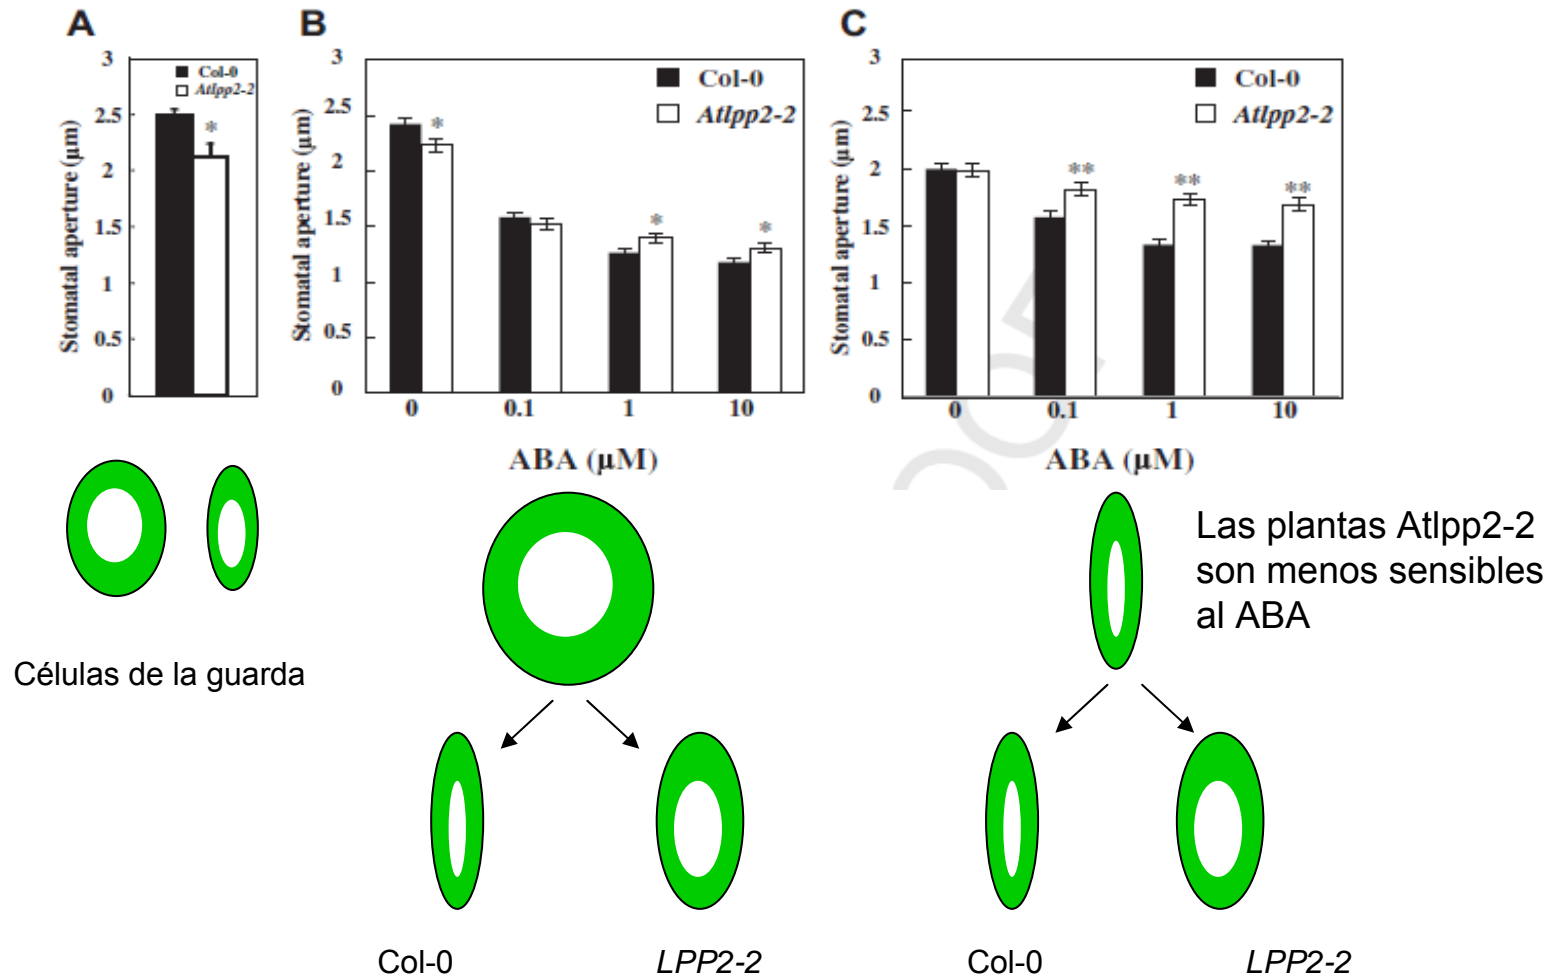 A
3
2.5
2
1.5
1
0.5
0
Stomatal aperture (µm)
Col-0
Atlpp2-2
*
B
3
2.5
2
1.5
1
0.5
0
Stomatal aperture (µm)
Col-0
Atlpp2-2
*
*
*
0 0.1 1 10
ABA (µM)
C
3
2.5
2
1.5
1
0.5
0
Stomatal aperture (µm)
Col-0
Atlpp2-2
**
**
**
0 0.1 1 10
ABA (µM)
Células de la guarda
Las plantas Atlpp2-2
son menos sensibles
al ABA
Col-0 LPP2-2
Col-0 LPP2-2